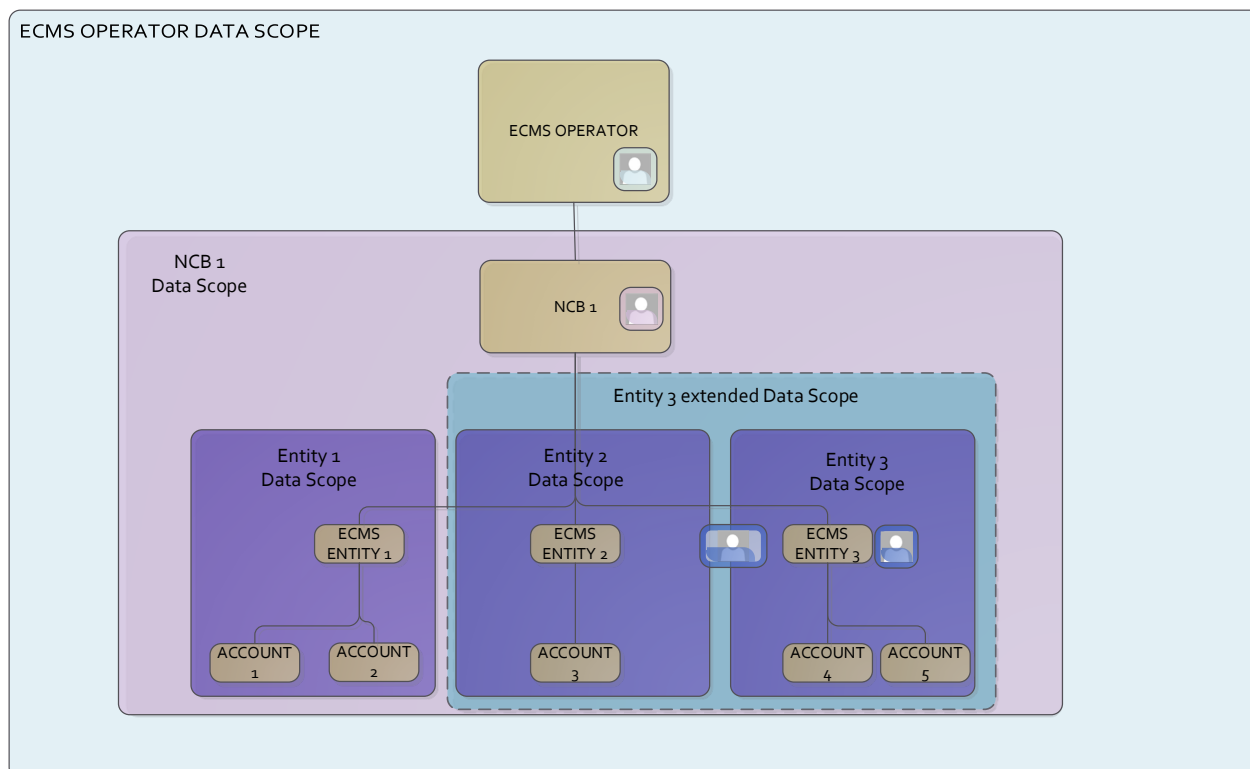 ECMS OPERATOR DATA SCOPE
ECMS OPERATOR
NCB 1
Data Scope
NCB 1
Entity 3 extended Data Scope
Entity 1
Data Scope
Entity 2
Data Scope
Entity 3
Data Scope
ECMS
ENTITY 1
ECMS
ENTITY 2
ECMS
ENTITY 3
ACCOUNT
1
ACCOUNT
2
ACCOUNT
3
ACCOUNT
4
ACCOUNT
5